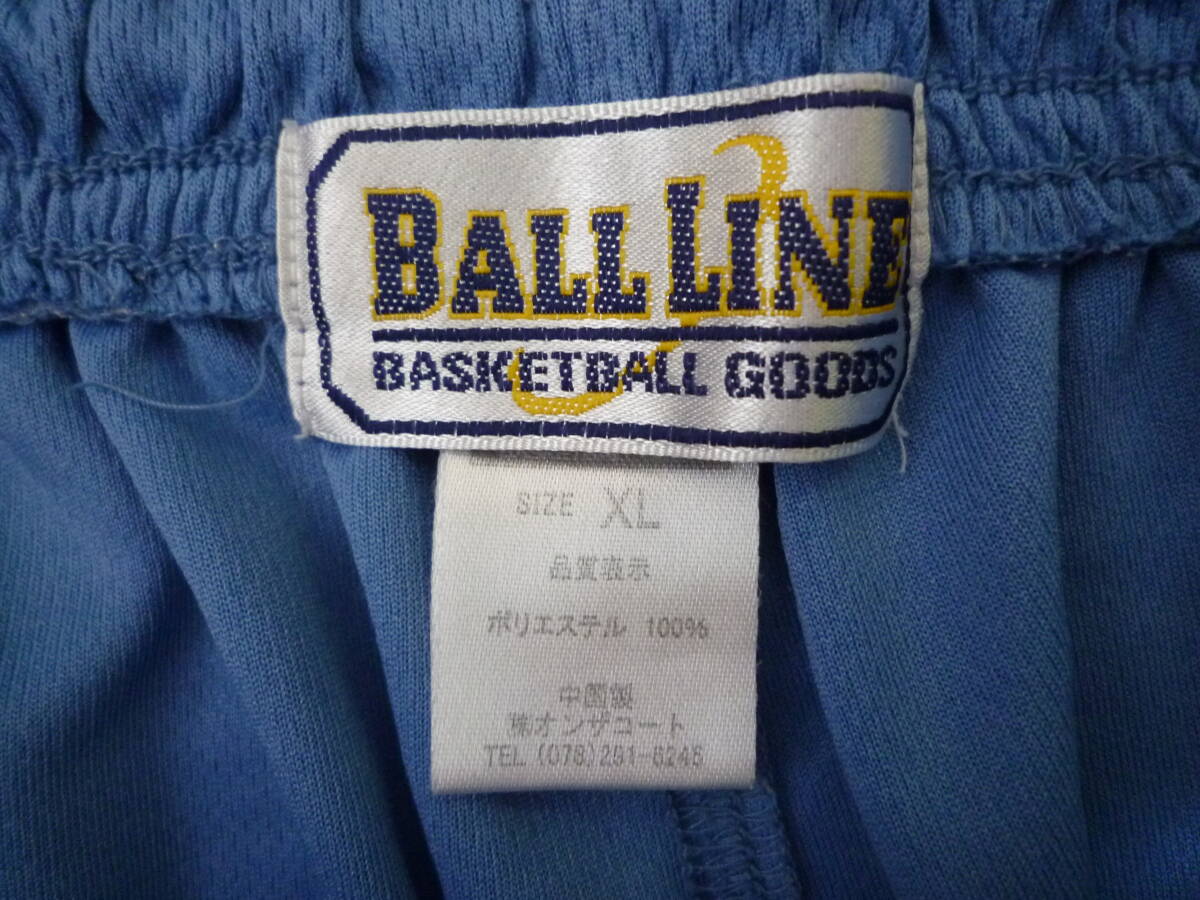 BALL LINE
BASKETBALL GOODS
SIZE XL
品質表示
ポリエステル 100%
中国製
㈱オンザコート
TEL (078)291-6246